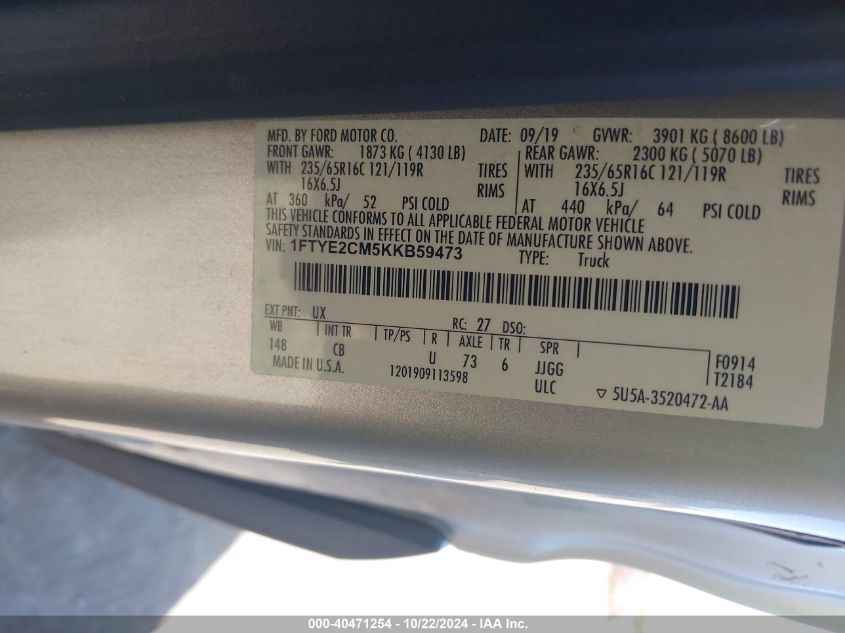 MFD. BY FORD MOTOR CO. DATE: 09/19 GVWR: 3901 KG ( 8600 LB)
FRONT GAWR: 1873 KG ( 4130 LB) REAR GAWR: 2300 KG ( 5070 LB)
WITH 235/65R16C 121/119R TIRES WITH 235/65R16C 121/119R TIRES
16X6.5J RIMS 16X6.5J RIMS
AT 360 kPa/ 52 PSI COLD AT 440 kPa/ 64 PSI COLD
THIS VEHICLE CONFORMS TO ALL APPLICABLE FEDERAL MOTOR VEHICLE
SAFETY STANDARDS IN EFFECT ON THE DATE OF MANUFACTURE SHOWN ABOVE.
VIN: 1FTYE2CM5KKB59473 TYPE: Truck
EXT PNT: UX RC: 27 DSO:
WB INT TR TP/PS R AXLE TR SPR
148 CB U 73 6 JJGG F0914
MADE IN U.S.A. 1201909113598 ULC T2184
▽ 5U5A-3520472-AA
000-40471254 - 10/22/2024 - IAA Inc.